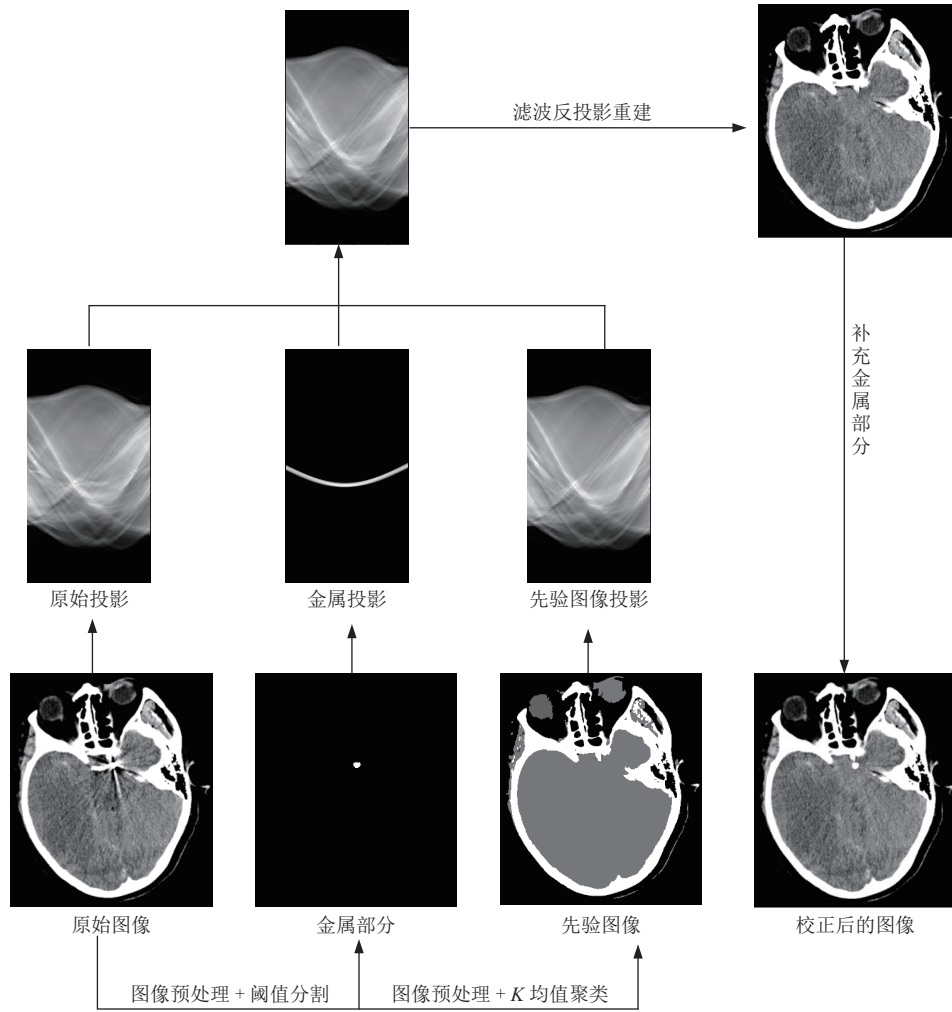 滤波反投影重建
补充金属部分
原始投影
金属投影
先验图像投影
原始图像
金属部分
先验图像
校正后的图像
图像预处理 + 阈值分割
图像预处理 + K 均值聚类